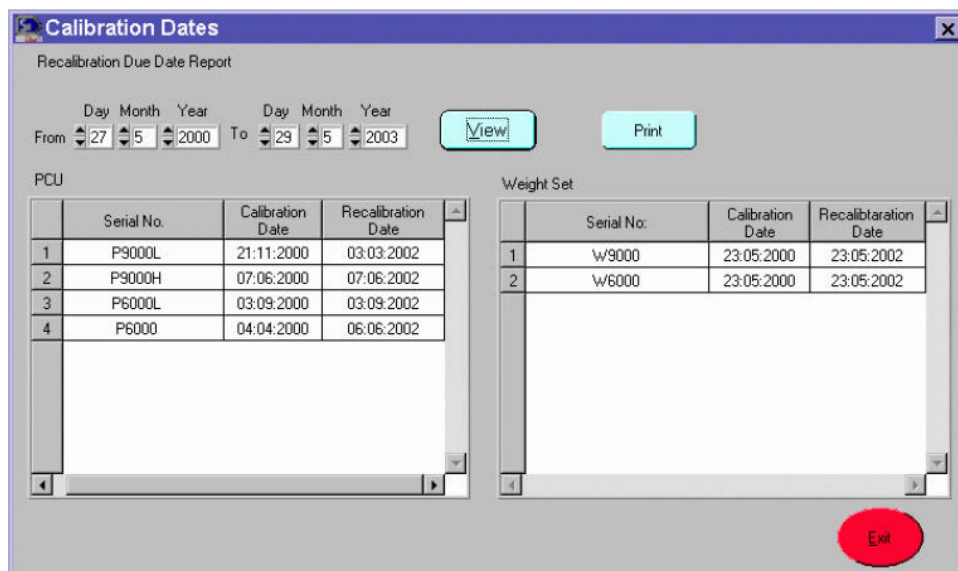 Calibration Dates
Recalibration Due Date Report
Day Month Year Day Month Year
From 27 5 2000 To 29 5 2003 View Print
PCU
Serial No. Calibration Date Recalibration Date
1 P9000L 21:11:2000 03:03:2002
2 P9000H 07:06:2000 07:06:2002
3 P6000L 03:09:2000 03:09:2002
4 P6000 04:04:2000 06:06:2002
Weight Set
Serial No: Calibration Date Recalibtaration Date
1 W9000 23:05:2000 23:05:2002
2 W6000 23:05:2000 23:05:2002
Exit